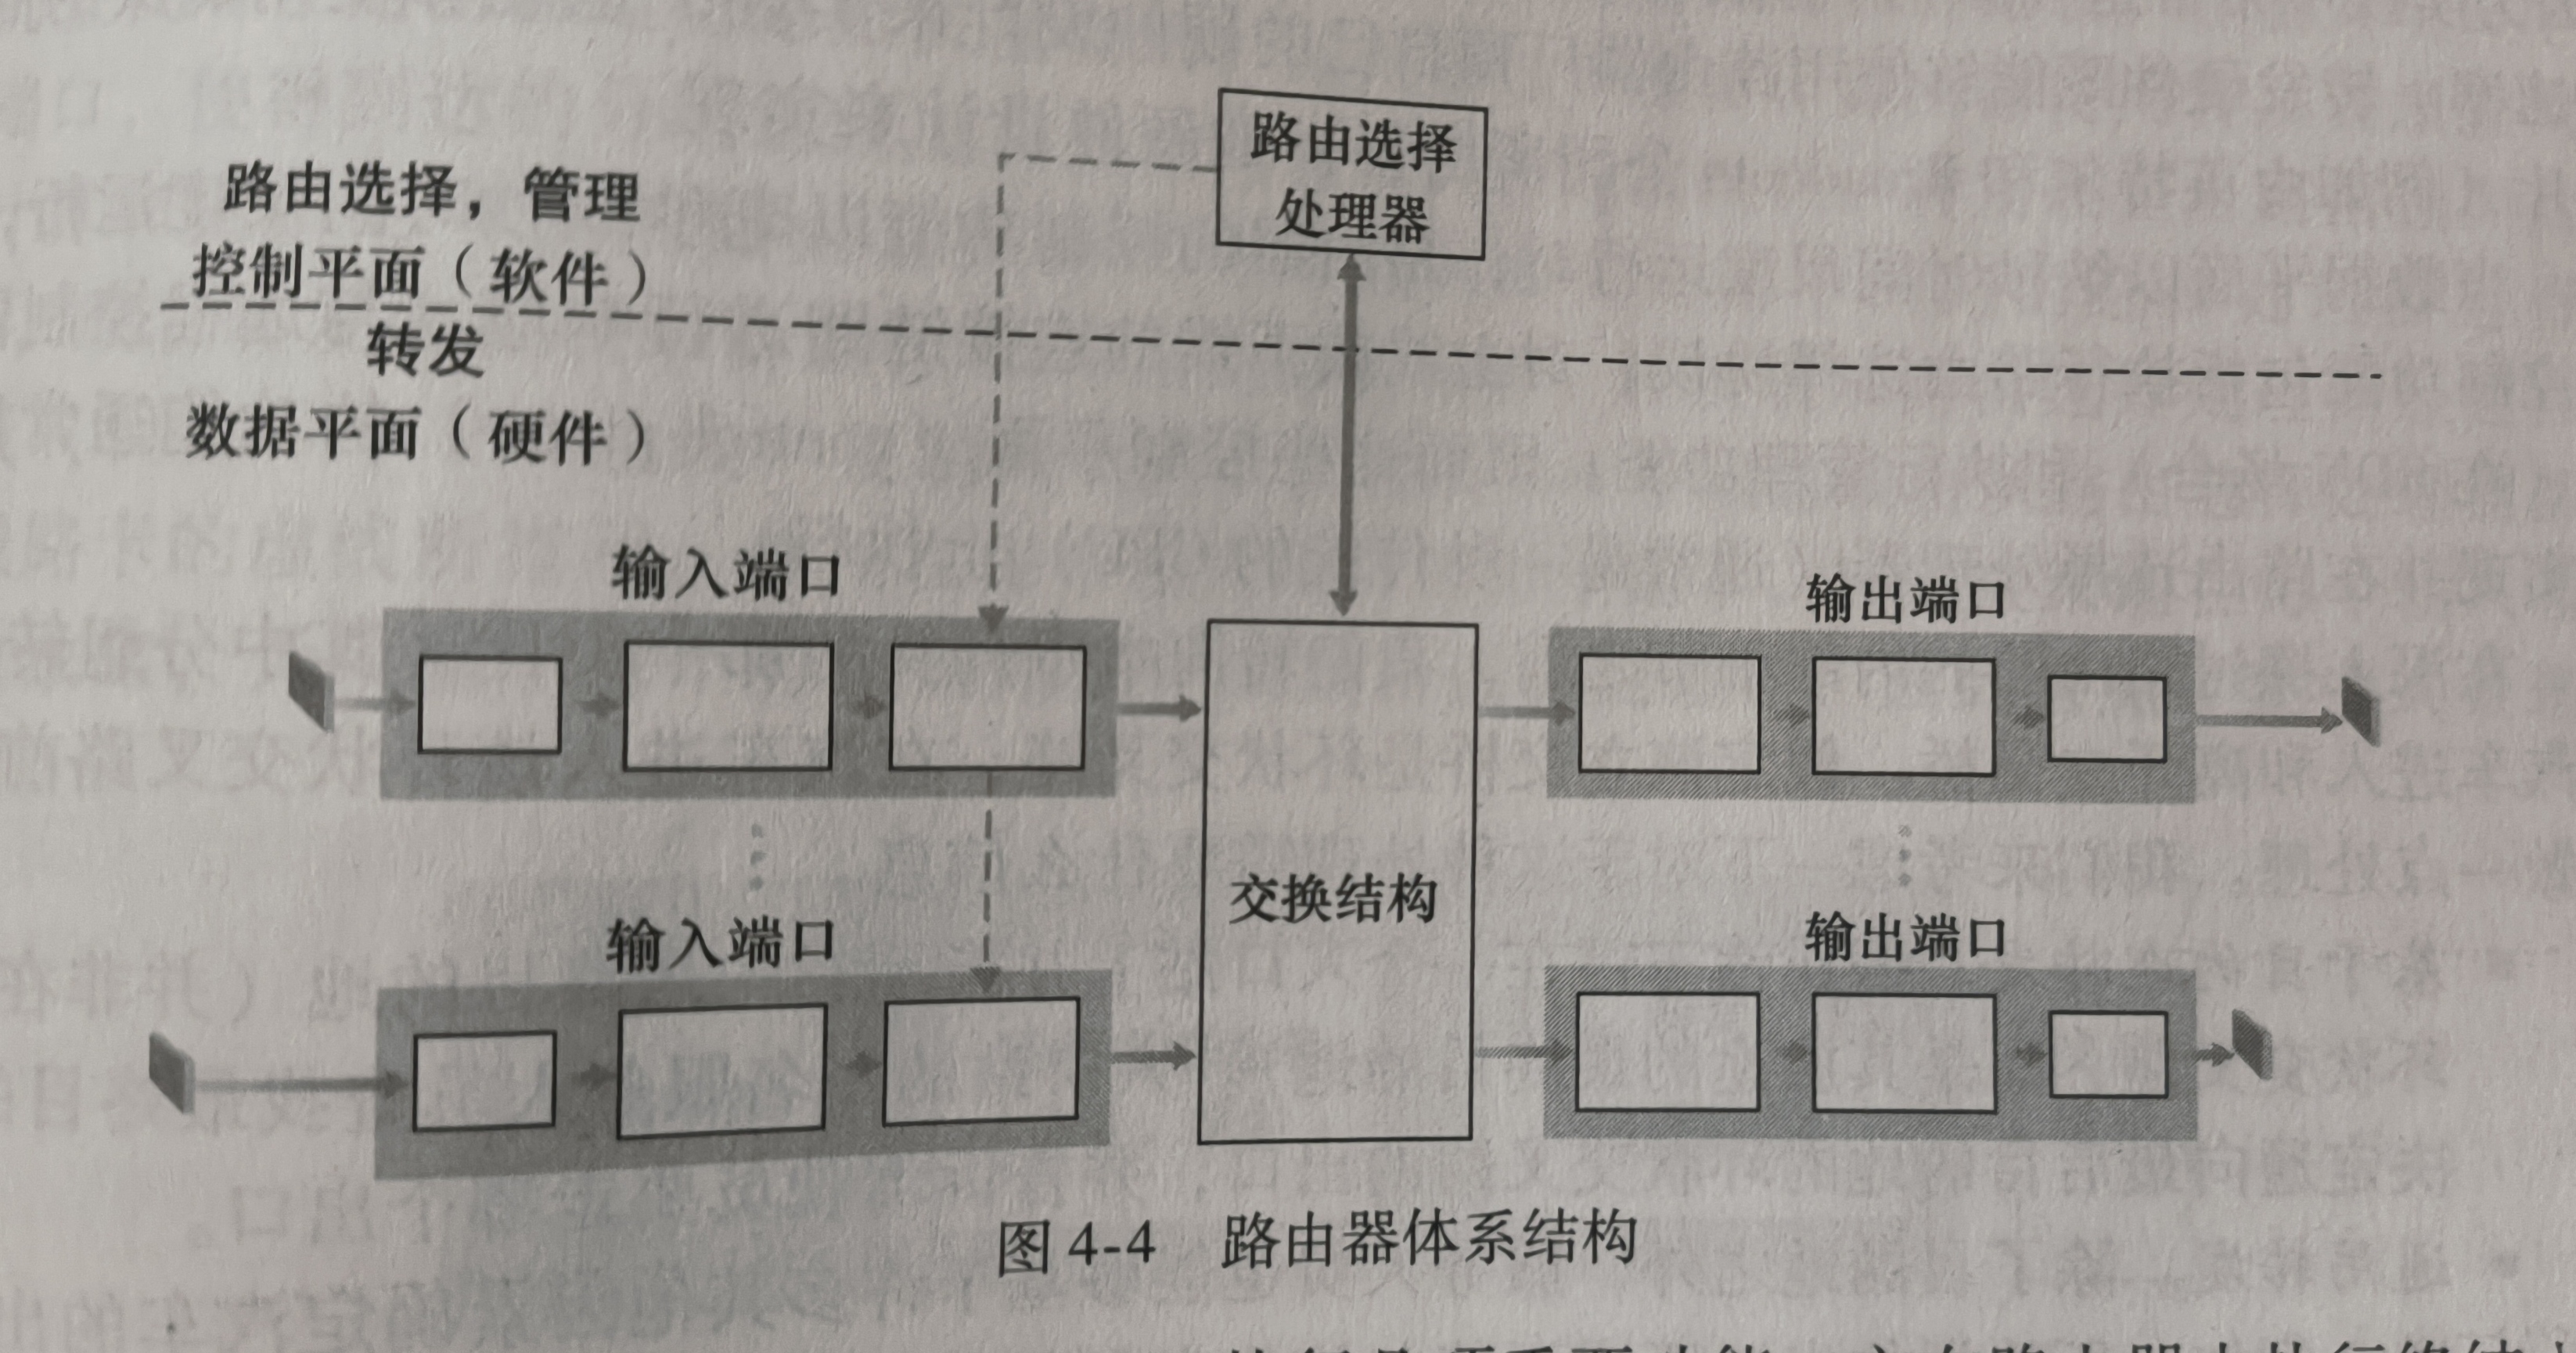 路由选择
处理器
路由选择，管理
控制平面（软件）
转发
数据平面（硬件）
输入端口
输出端口
交换结构
输入端口
输出端口
图 4-4 路由器体系结构